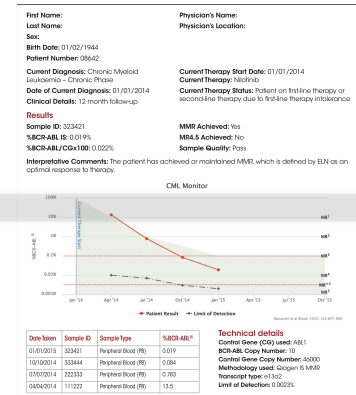 First Name: Physician's Name:
Last Name: Physician's Location:
Sex:
Birth Date: 01/02/1944
Patient Number: 08642
Current Diagnosis: Chronic Myeloid Current Therapy Start Date: 01/01/2014
Leukaemia – Chronic Phase Current Therapy: Nilotinib
Date of Current Diagnosis: 01/01/2014 Current Therapy Status: Patient on first-line therapy or
Clinical Details: 12 month follow-up second-line therapy due to first-line therapy intolerance
Results
Sample ID: 323421 MMR Achieved: Yes
%BCR-ABL IS: 0.019% MR4.5 Achieved: No
%BCR-ABL/CGx100: 0.022% Sample Quality: Pass
Interpretative Comments: The patient has achieved or maintained MMR, which is defined by ELN as an
optimal response to therapy.
CML Monitor
100%
10% MR1
1% MR2
0.1% MR3
0.01% MR4
MR4.5
0.001% MR5
%BCR-ABL IS
Current Therapy Start
Jan '14 Apr '14 Jul '14 Oct '14 Jan '15 Apr '15 Jul '15 Oct '15
Patient Result Limit of Detection
Date Taken Sample ID Sample Type %BCR-ABL IS
01/01/2015 323421 Peripheral Blood (PB) 0.019
10/10/2014 333444 Peripheral Blood (PB) 0.084
07/07/2014 222333 Peripheral Blood (PB) 0.783
04/04/2014 111222 Peripheral Blood (PB) 13.5
Technical details
Control Gene (CG) used: ABL1
BCR-ABL Copy Number: 10
Control Gene Copy Number: 46000
Methodology used: Qiagen IS MMR
Transcript type: e13a2
Limit of Detection: 0.0023%